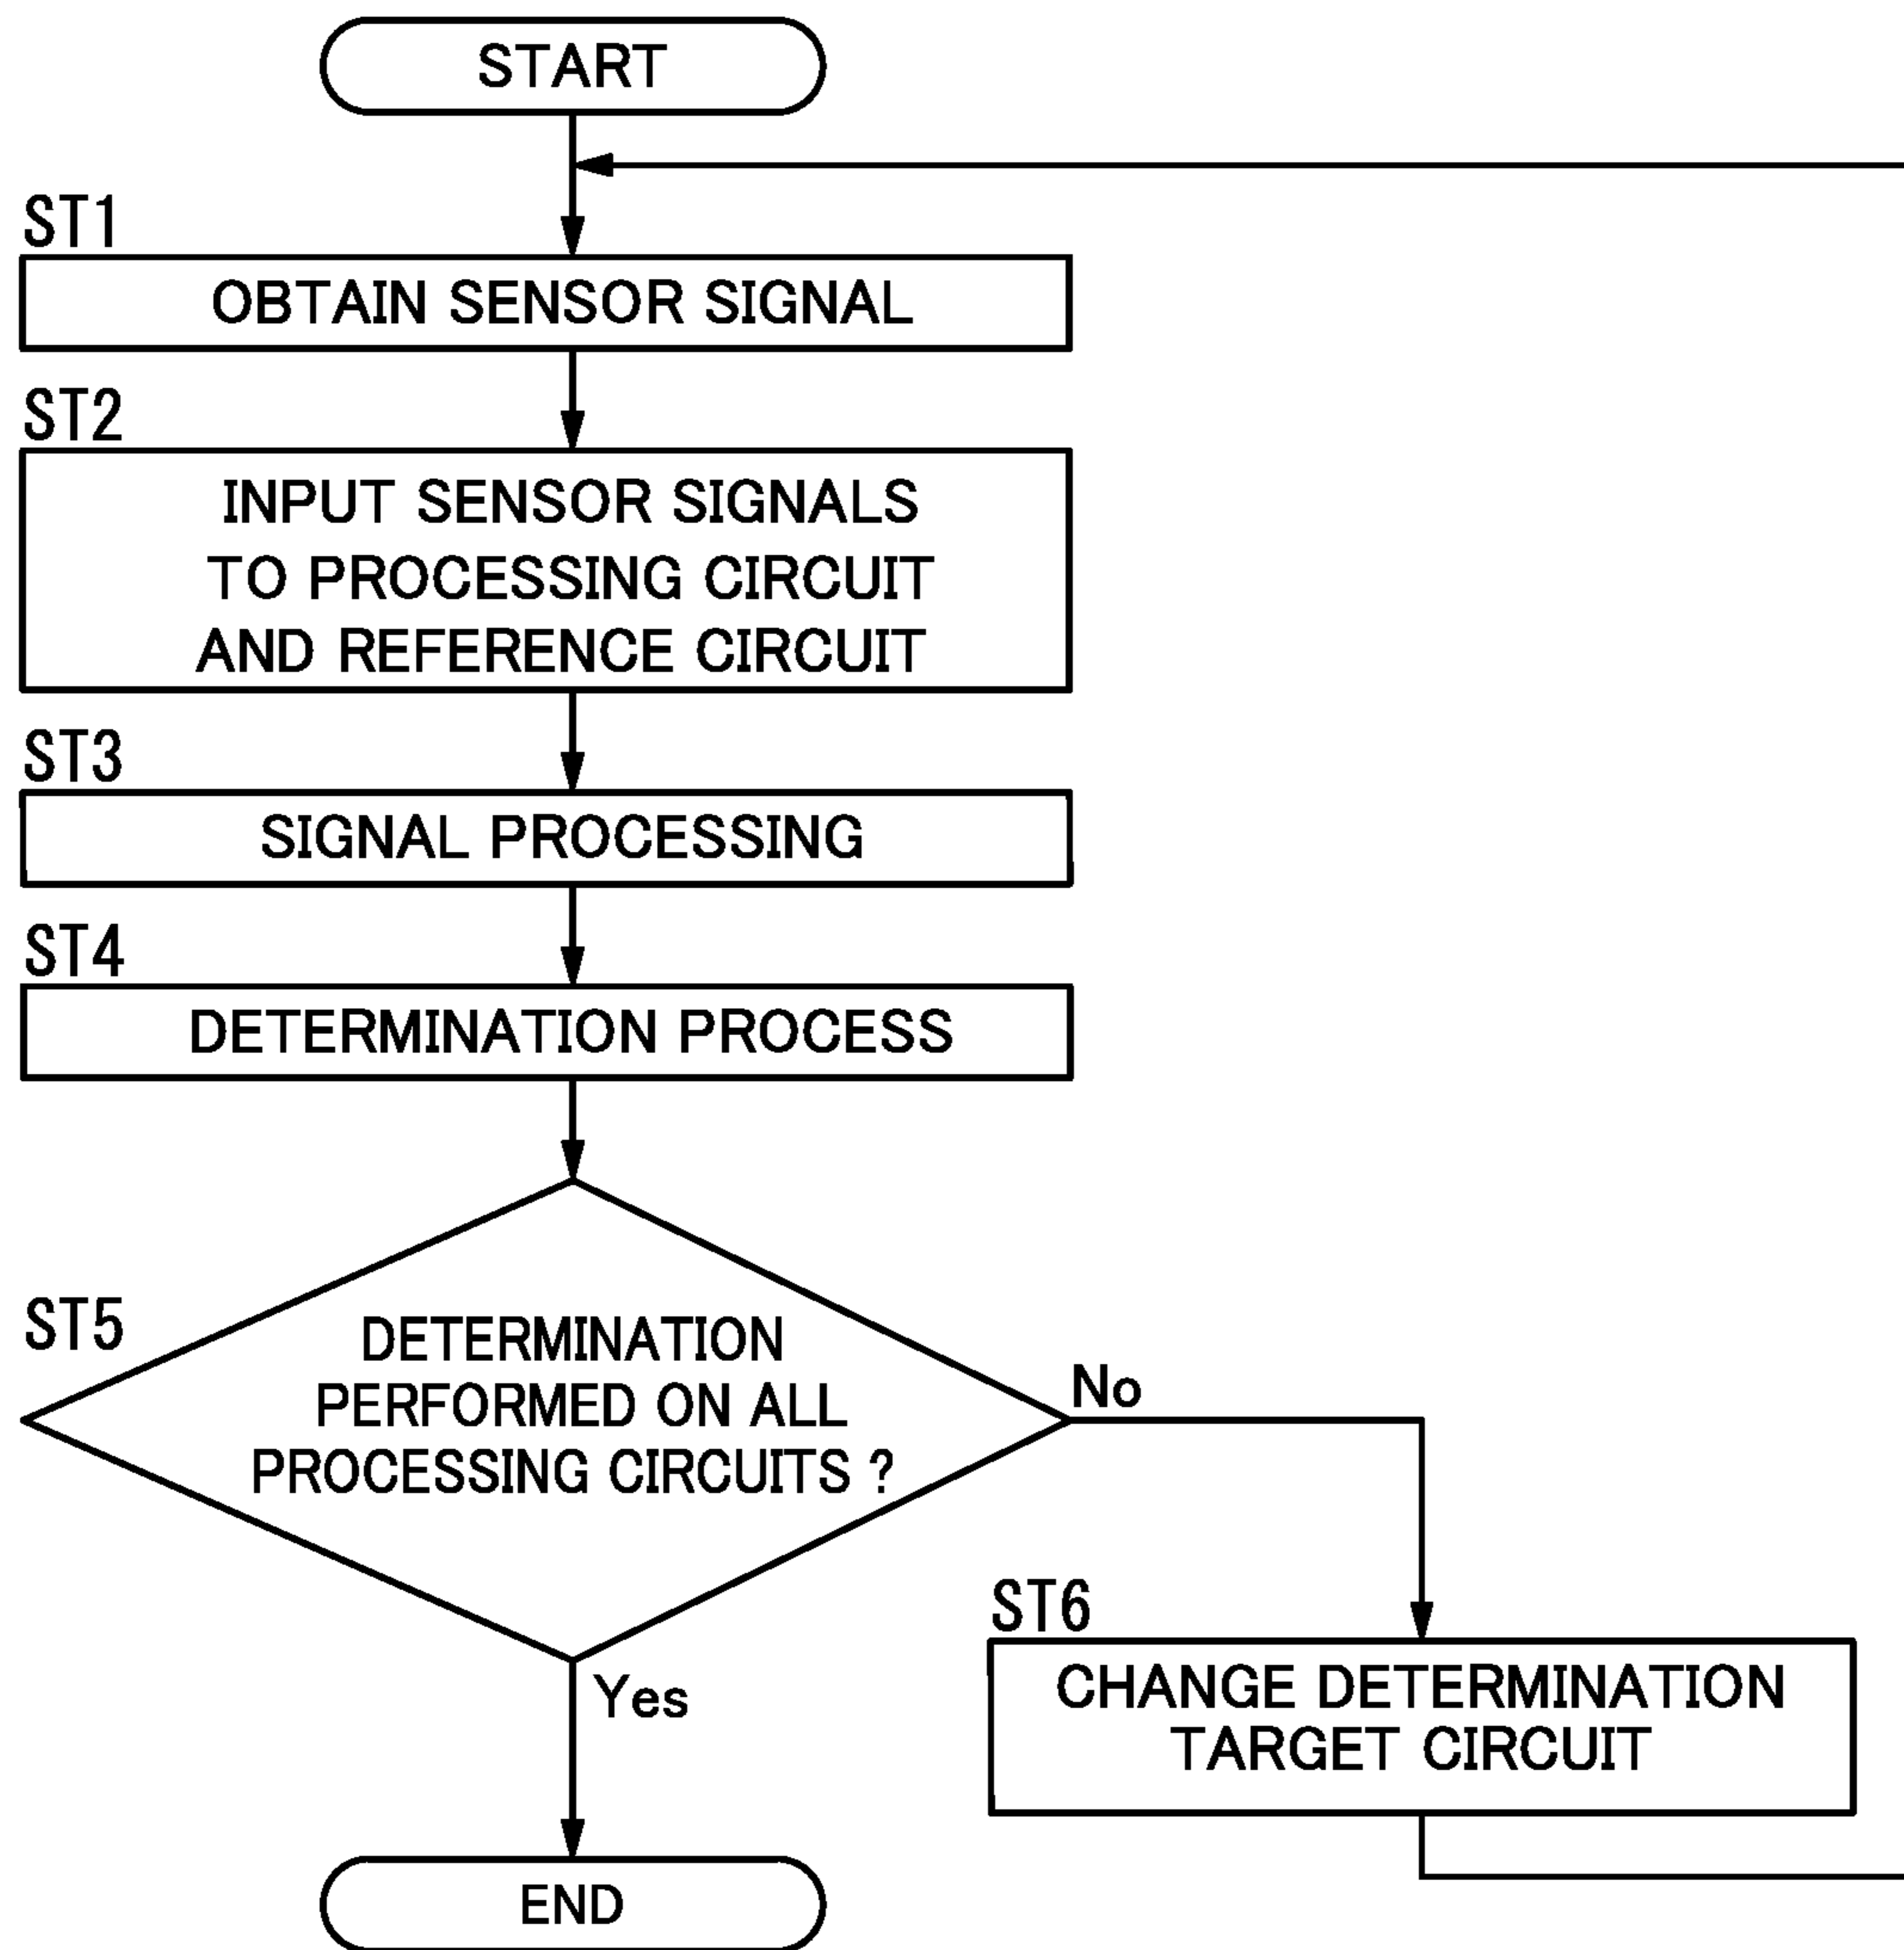 START
ST1
OBTAIN SENSOR SIGNAL
ST2
INPUT SENSOR SIGNALS
TO PROCESSING CIRCUIT
AND REFERENCE CIRCUIT
ST3
SIGNAL PROCESSING
ST4
DETERMINATION PROCESS
ST5
DETERMINATION
PERFORMED ON ALL
PROCESSING CIRCUITS ?
No
Yes
ST6
CHANGE DETERMINATION
TARGET CIRCUIT
END